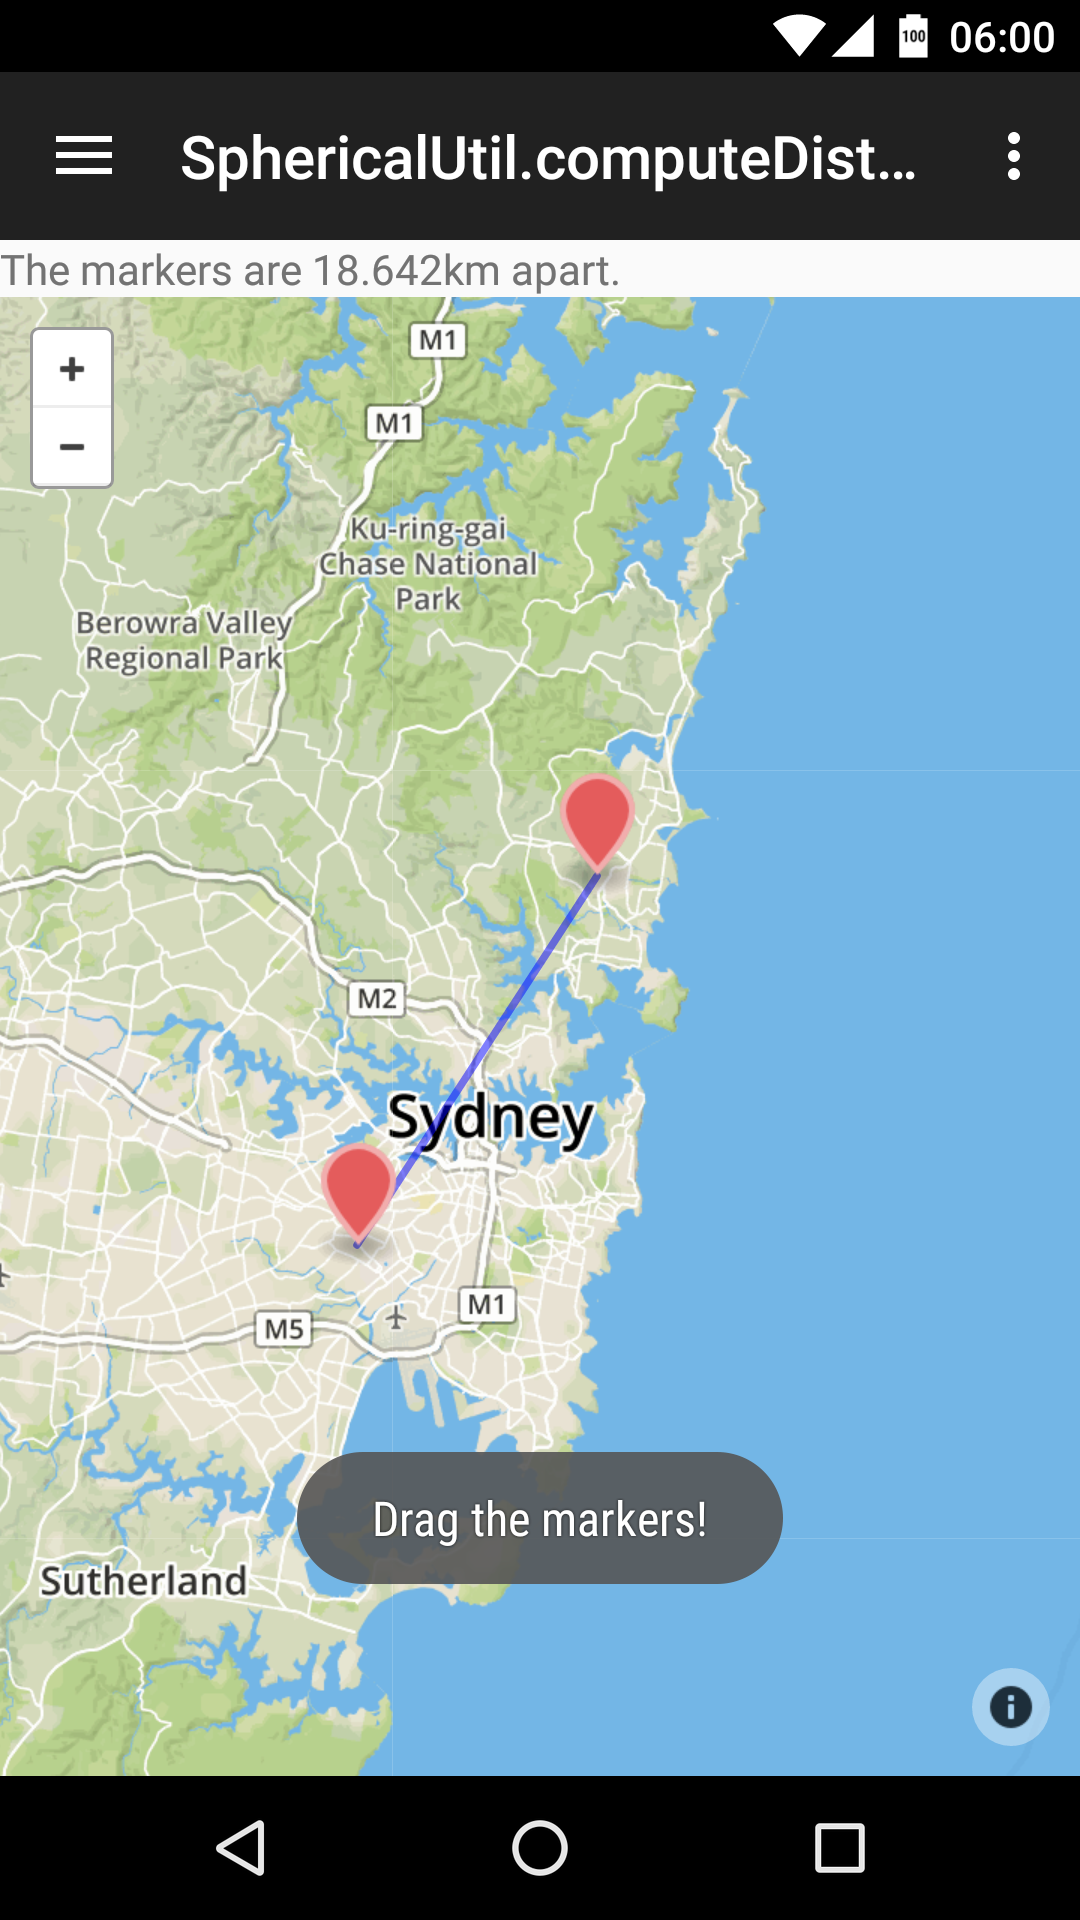 100 06:00
SphericalUtil.computeDist...
The markers are 18.642km apart.
+
−
M1
M1
Ku-ring-gai
Chase National
Park
Berowra Valley
Regional Park
M2
Sydney
M1
M5
Drag the markers!
Sutherland
i